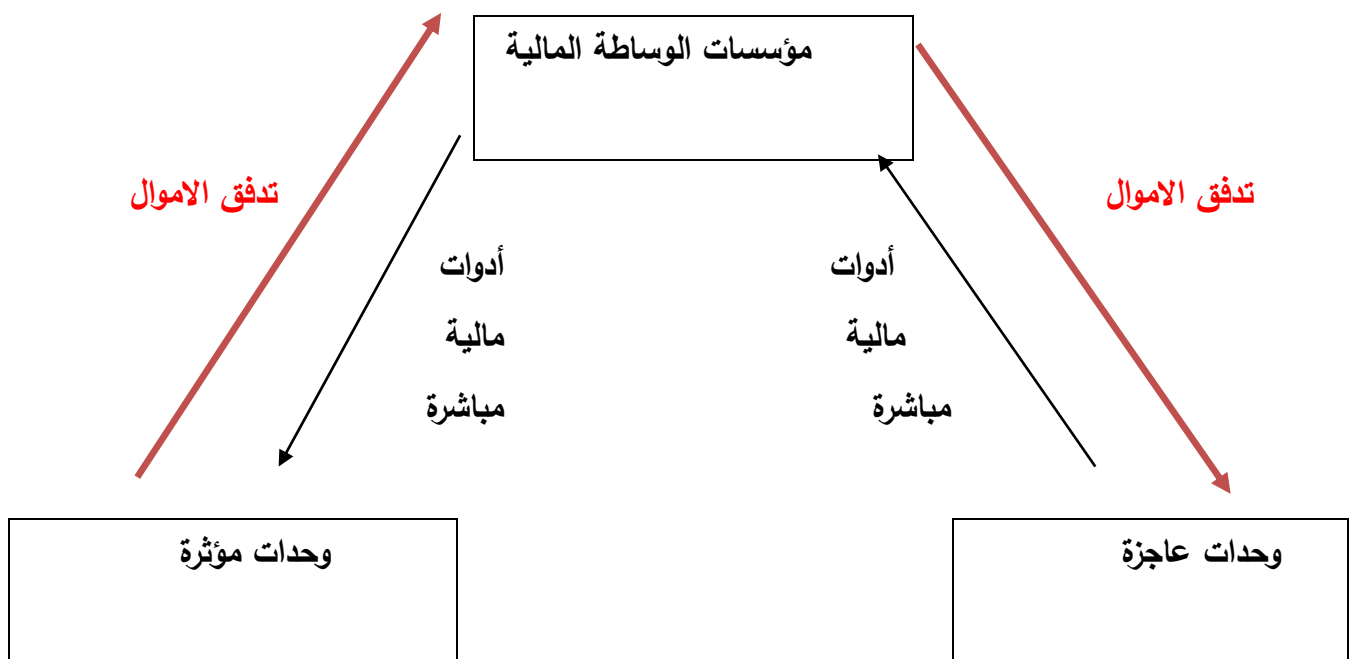 مؤسسات الوساطة المالية
تدفق الاموال
تدفق الاموال
أدوات
مالية
مباشرة
أدوات
مالية
مباشرة
وحدات عاجزة
وحدات مؤثرة